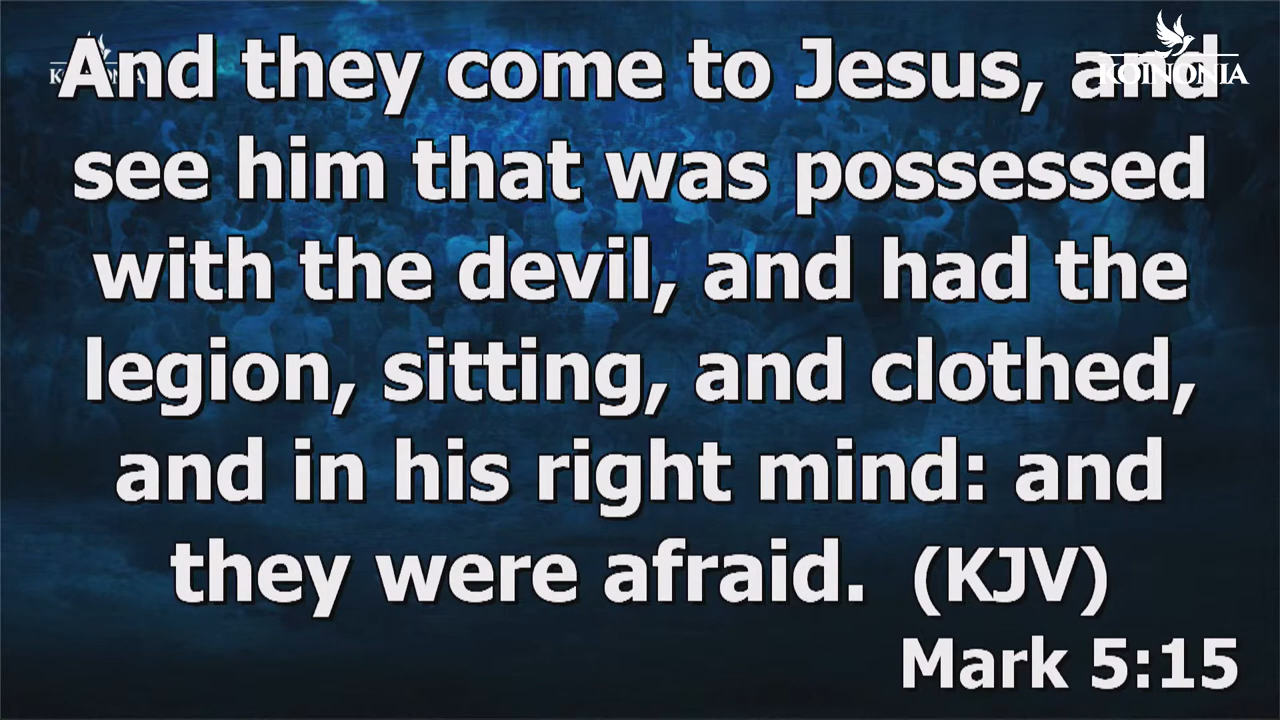 KOINONIA
KOINONIA
And they come to Jesus, and
see him that was possessed
with the devil, and had the
legion, sitting, and clothed,
and in his right mind: and
they were afraid. (KJV)
Mark 5:15